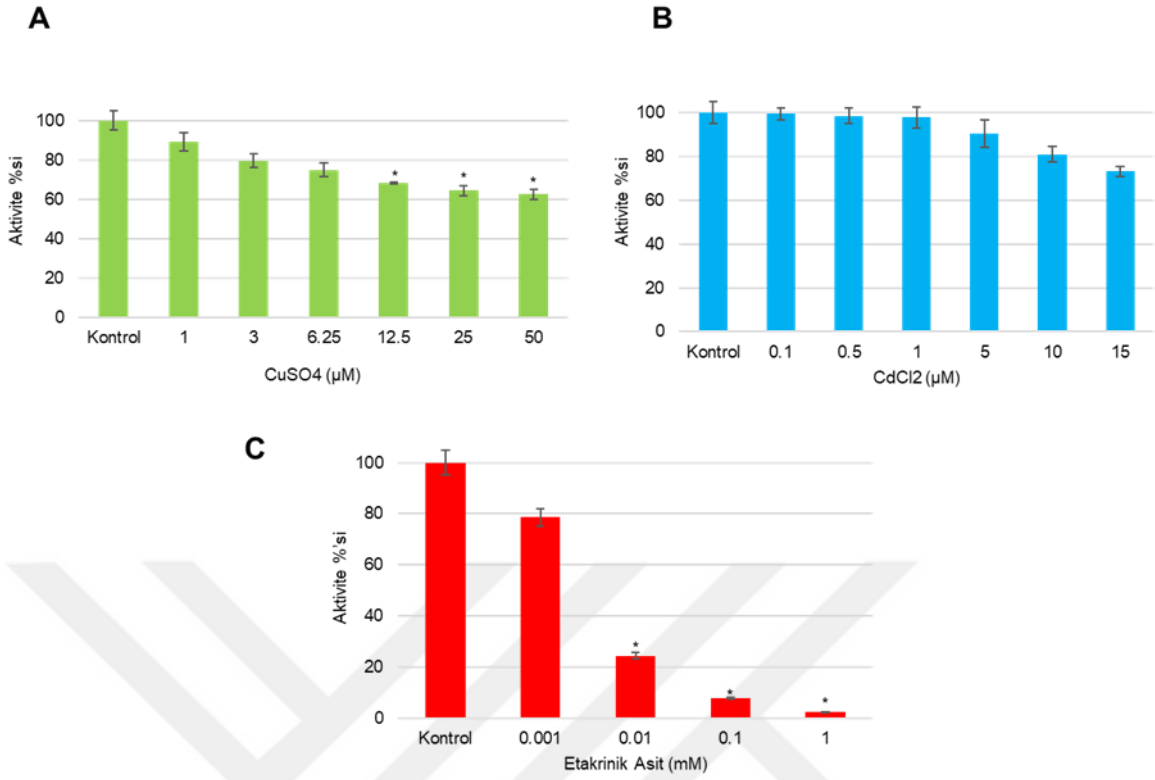 A
Aktivite %si
100
80
60
40
20
0
* * *
Kontrol 1 3 6.25 12.5 25 50
CuSO4 (µM)
B
Aktivite %si
100
80
60
40
20
0
Kontrol 0.1 0.5 1 5 10 15
CdCl2 (µM)
C
Aktivite %'si
100
80
60
40
20
0
* * *
Kontrol 0.001 0.01 0.1 1
Etakrinik Asit (mM)